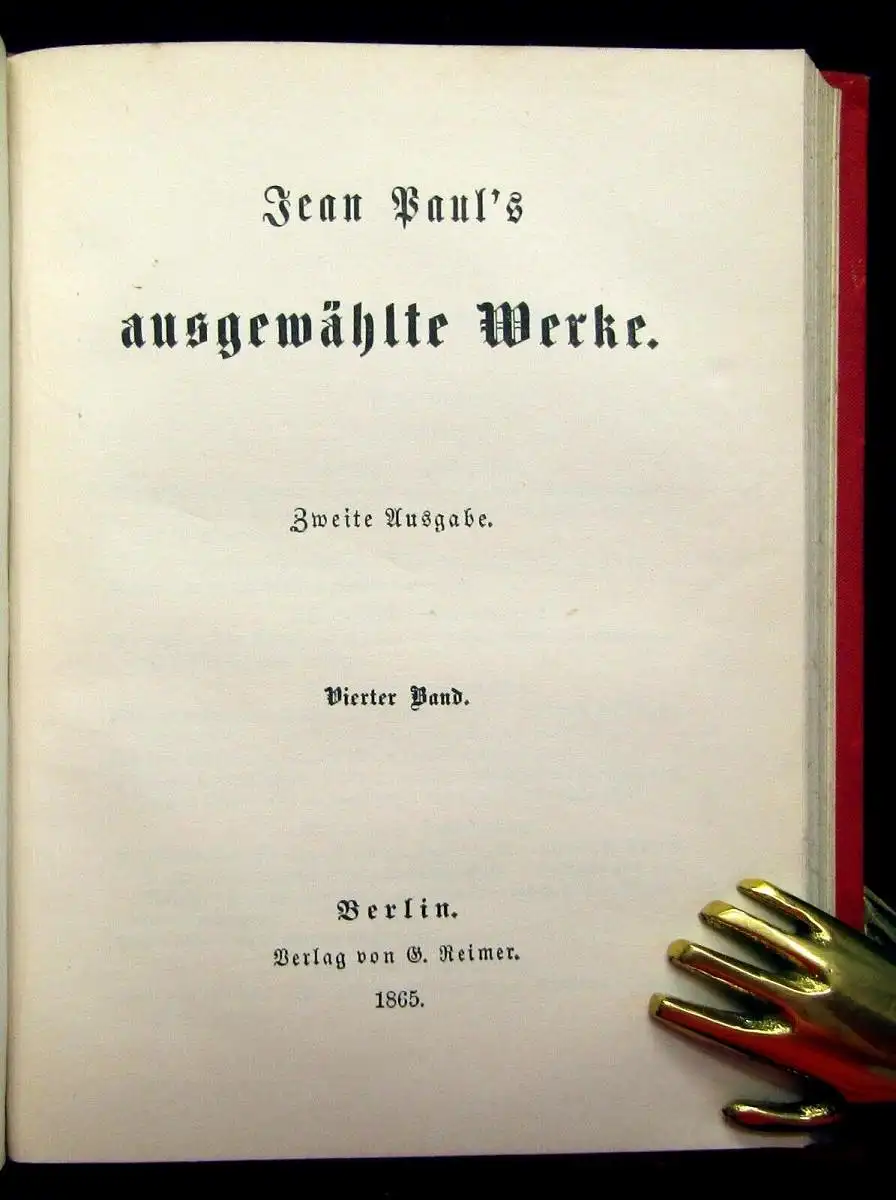 Jean Paul's
ausgewählte Werke.
Zweite Ausgabe.
Vierter Band.
Berlin.
Verlag von G. Reimer.
1865.